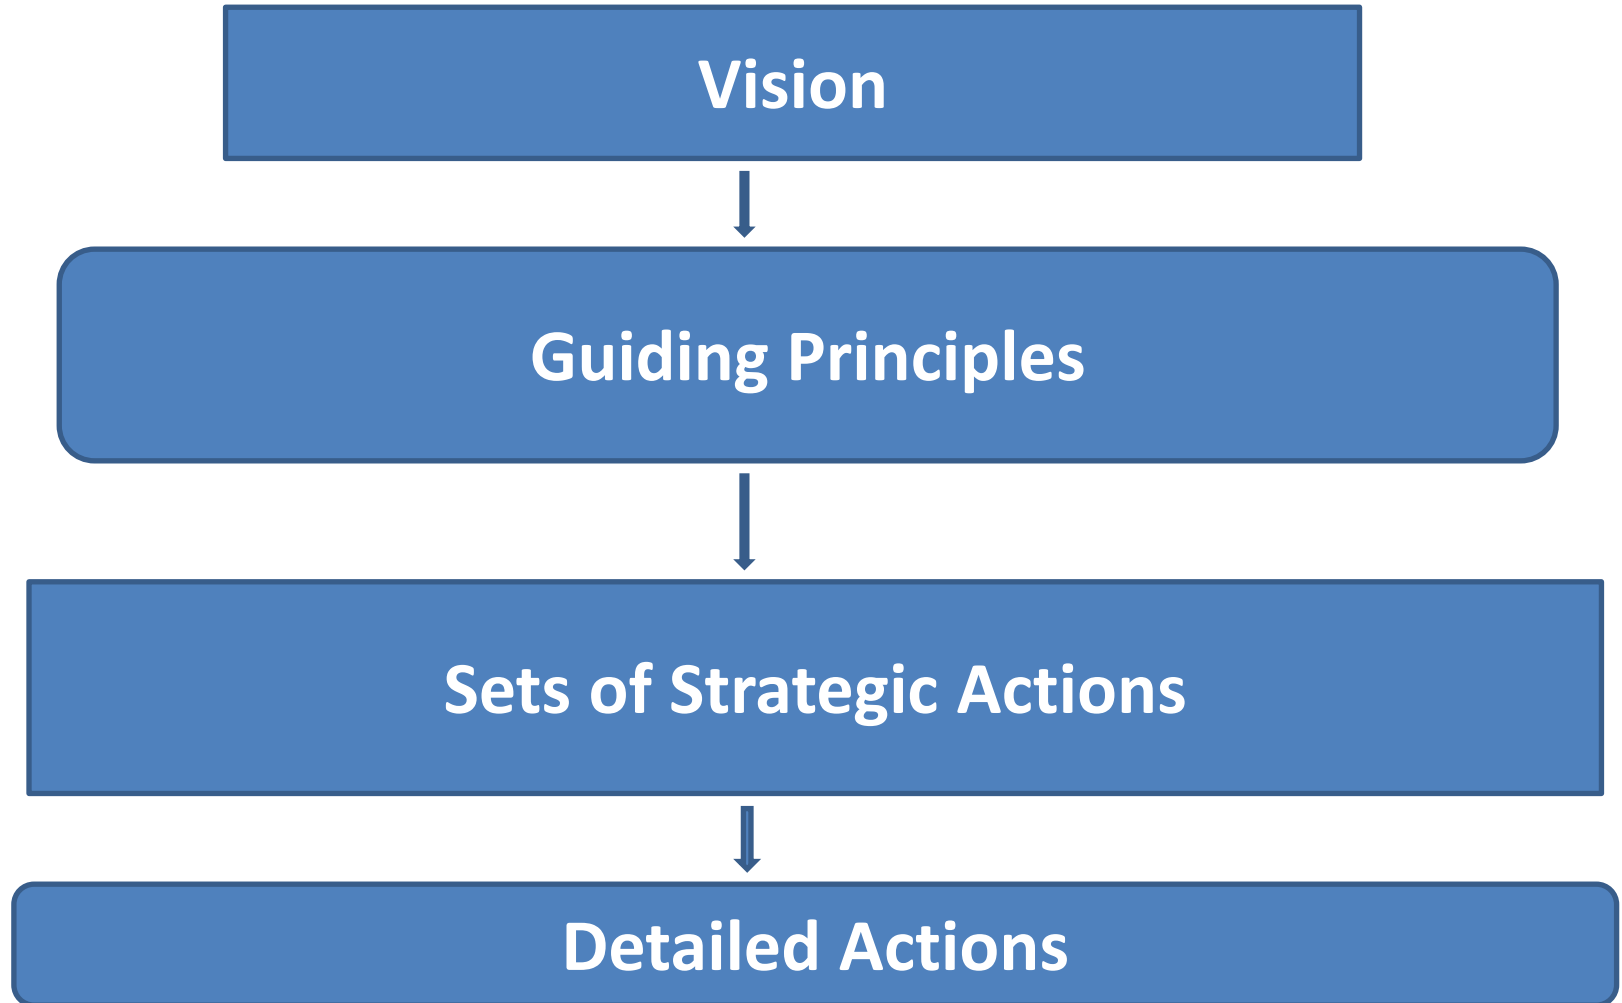 Vision
Guiding Principles
Sets of Strategic Actions
Detailed Actions